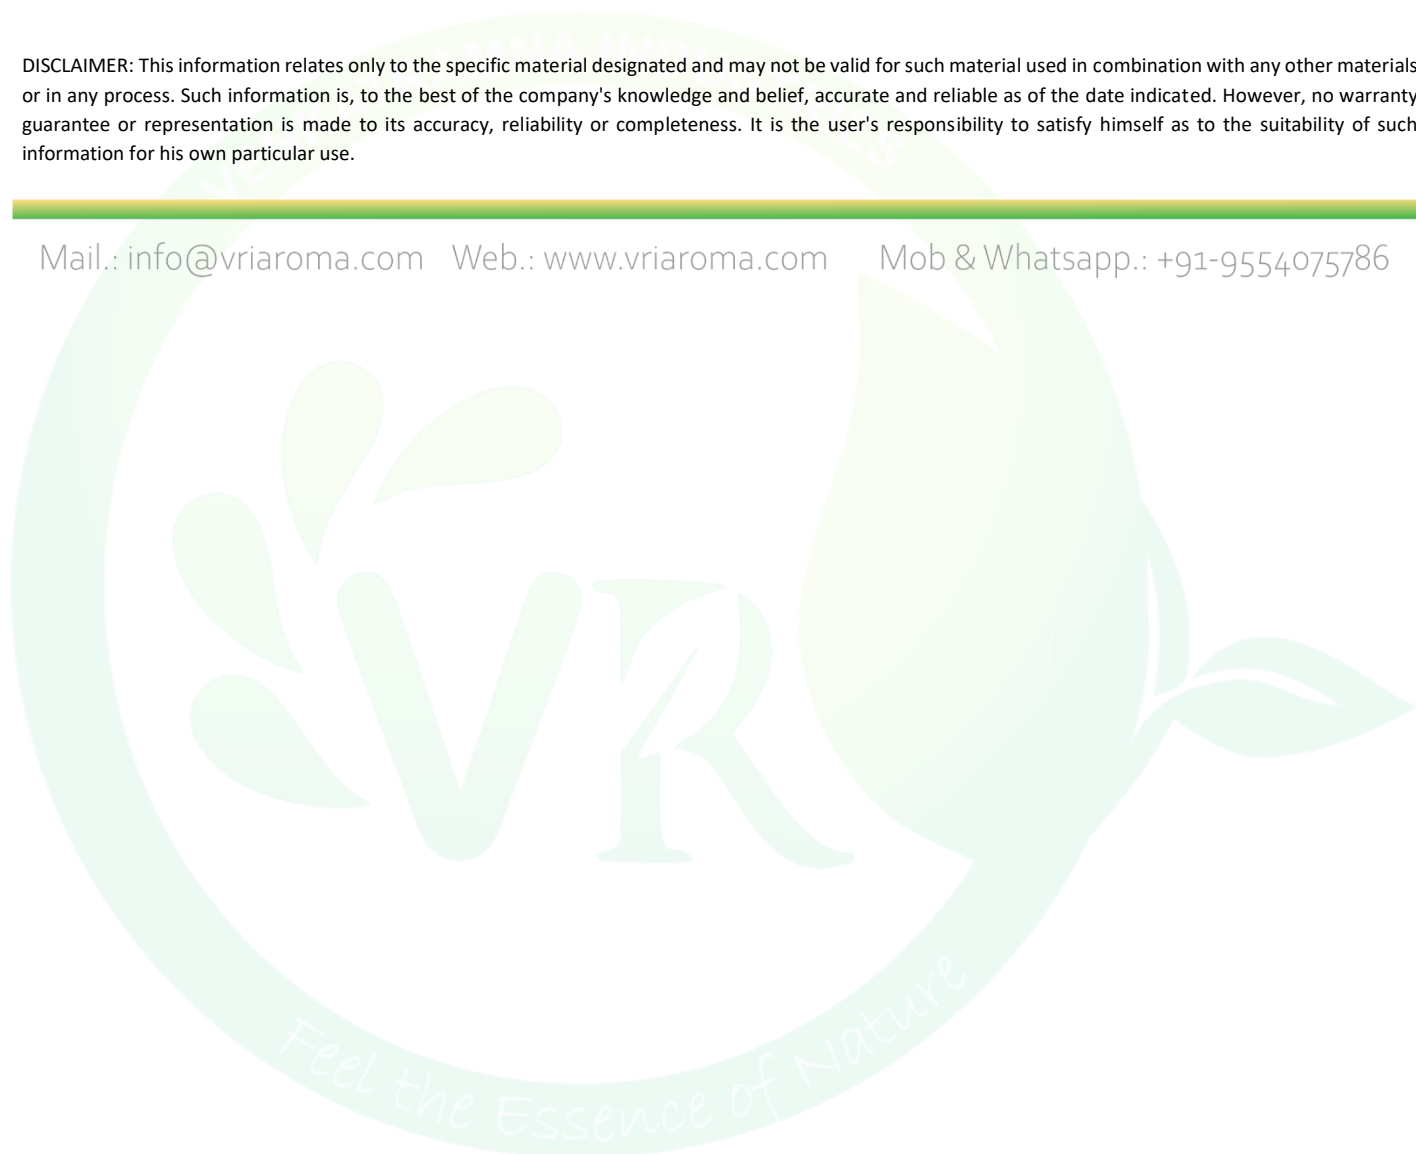 DISCLAIMER: This information relates only to the specific material designated and may not be valid for such material used in combination with any other materials
or in any process. Such information is, to the best of the company's knowledge and belief, accurate and reliable as of the date indicated. However, no warranty
guarantee or representation is made to its accuracy, reliability or completeness. It is the user's responsibility to satisfy himself as to the suitability of such
information for his own particular use.
Mail.: info@vriaroma.com Web.: www.vriaroma.com Mob & Whatsapp.: +91-9554075786
VR
Feel the Essence of Nature